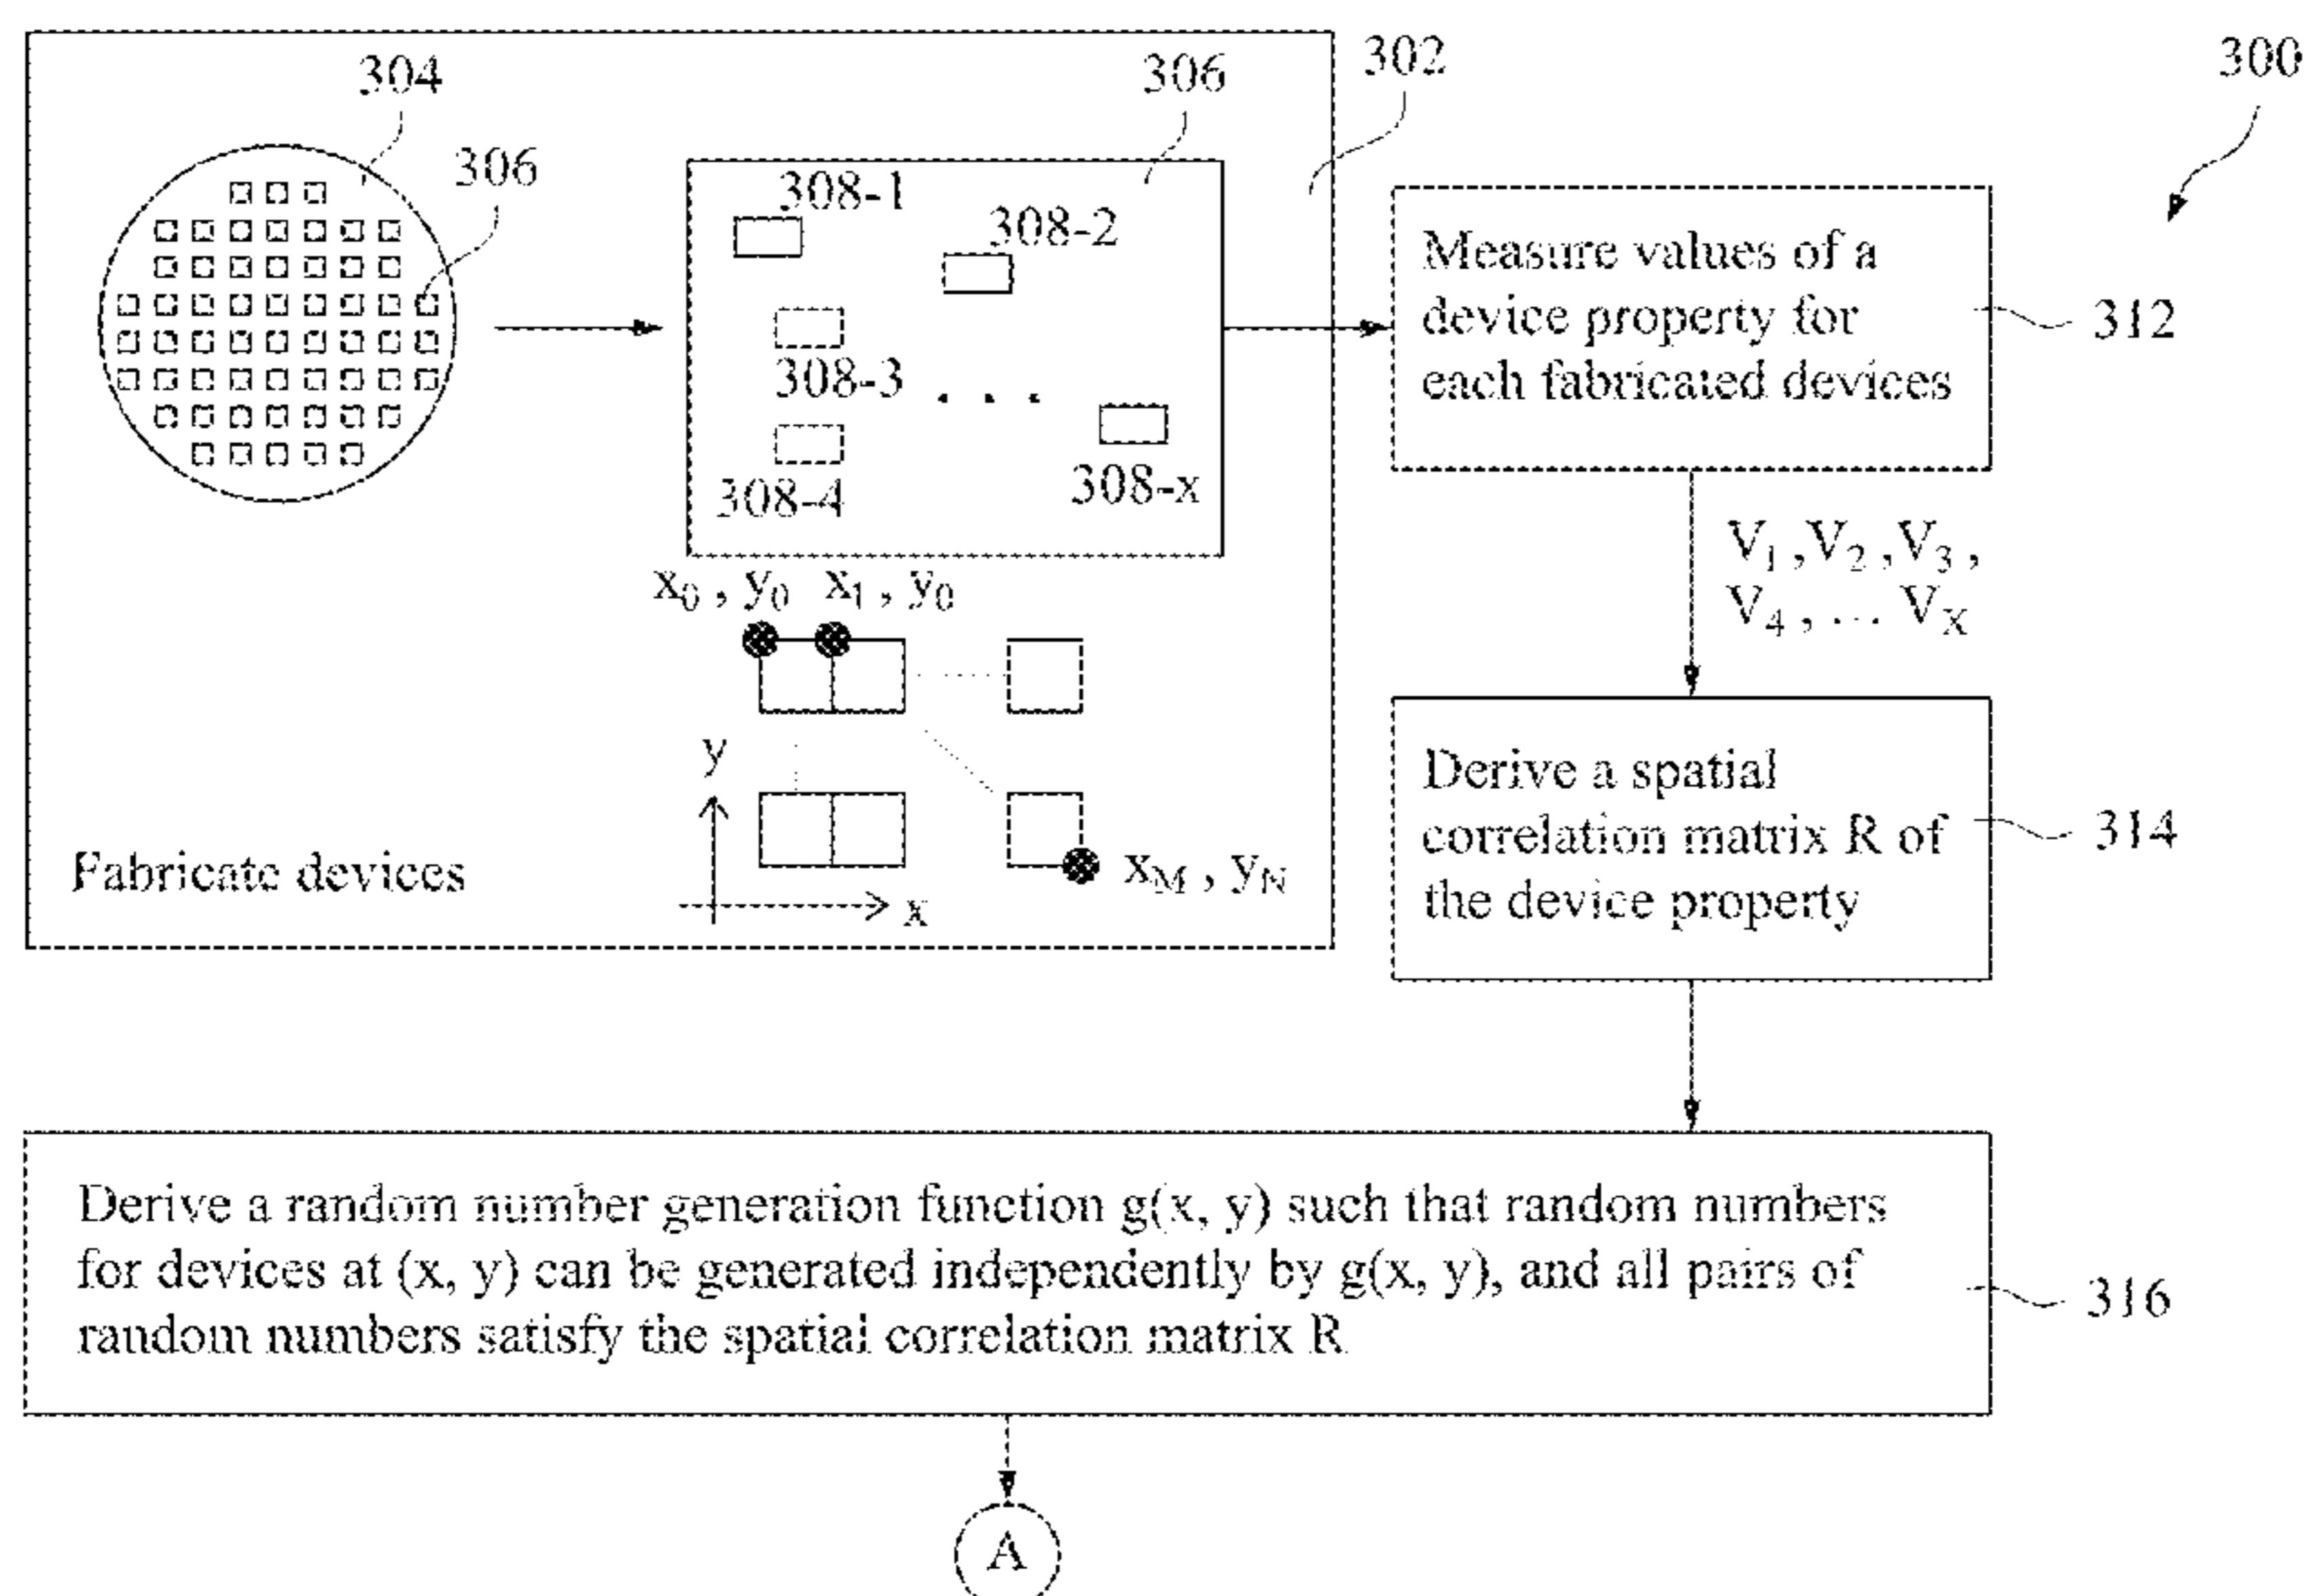 304
306
302
300
306
308-1
308-2
308-3
. . .
308-4
308-x
Measure values of a
device property for
each fabricated devices
312
V1 ,V2 ,V3 ,
V4 , … VX
x0 , y0 x1 , y0
y
x
xM , yN
Fabricate devices
Derive a spatial
correlation matrix R of
the device property
314
Derive a random number generation function g(x, y) such that random numbers
for devices at (x, y) can be generated independently by g(x, y), and all pairs of
random numbers satisfy the spatial correlation matrix R
316
A